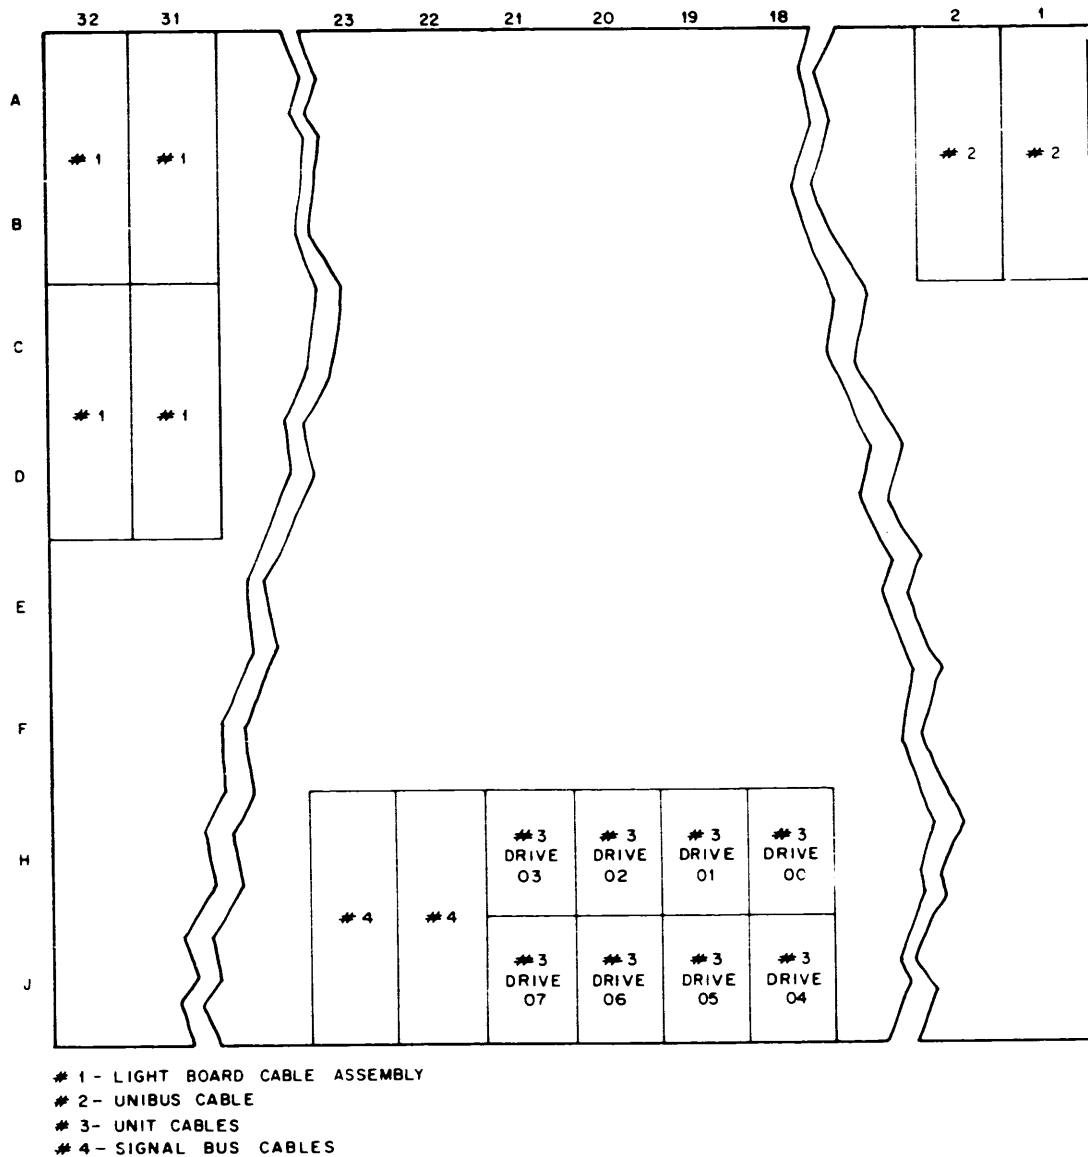 32 31 23 22 21 20 19 18 2 1
A
# 1 # 1 # 2 # 2
B
C
# 1 # 1
D
E
F
H
# 3 # 3 # 3 # 3
DRIVE DRIVE DRIVE DRIVE
03 02 01 0C
# 4 # 4
J
# 3 # 3 # 3 # 3
DRIVE DRIVE DRIVE DRIVE
07 06 05 04
# 1 - LIGHT BOARD CABLE ASSEMBLY
# 2 - UNIBUS CABLE
# 3 - UNIT CABLES
# 4 - SIGNAL BUS CABLES